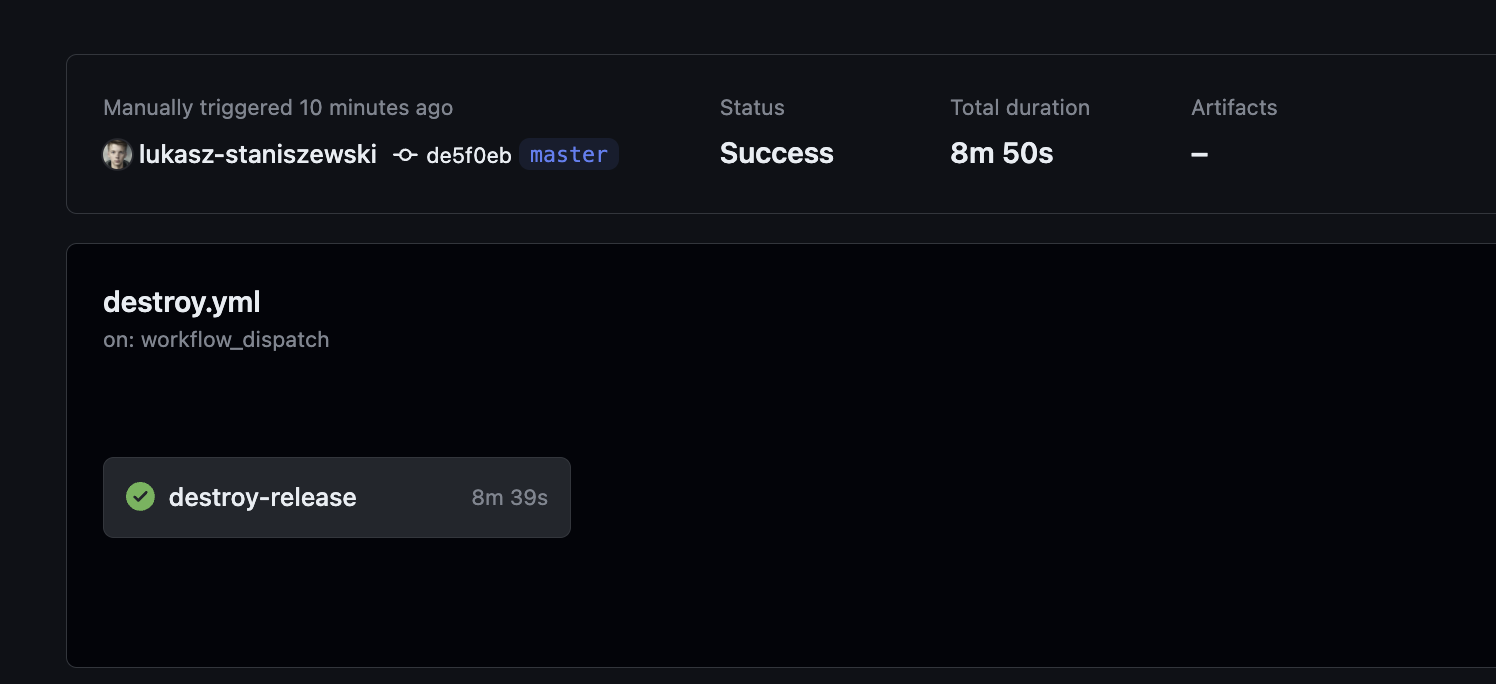 Manually triggered 10 minutes ago
lukasz-staniszewski de5f0eb master
Status
Success
Total duration
8m 50s
Artifacts
–
destroy.yml
on: workflow_dispatch
destroy-release 8m 39s